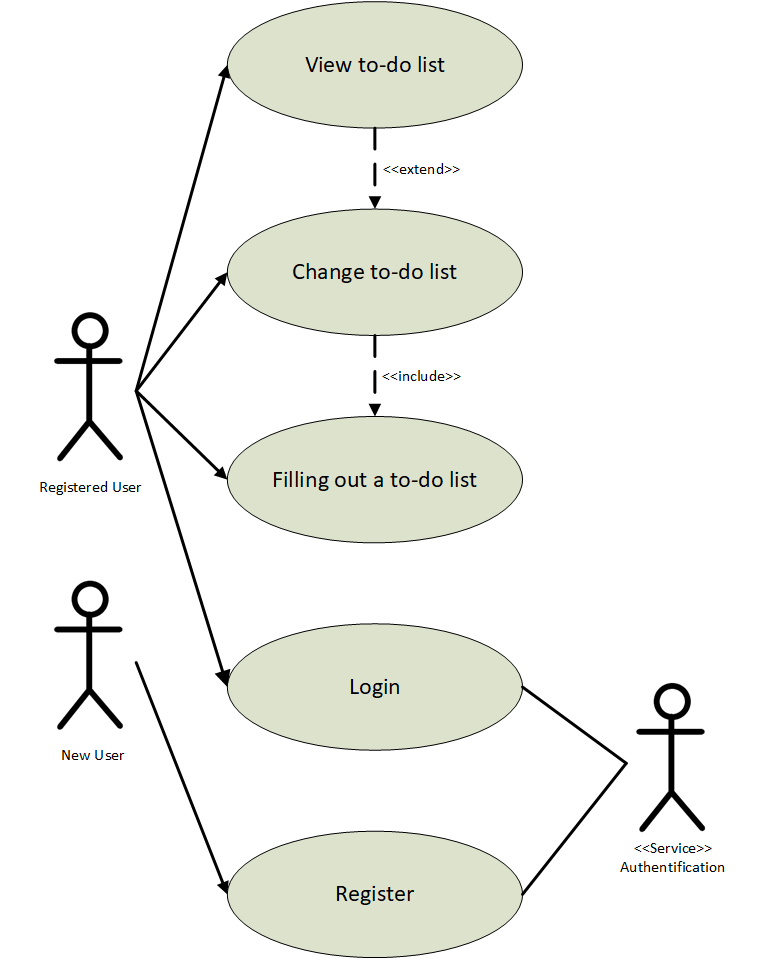 View to-do list
<<extend>>
Change to-do list
<<include>>
Filling out a to-do list
Registered User
Login
New User
Register
<<Service>>
Authentification